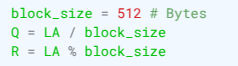 block_size = 512 # Bytes
Q = LA / block_size
R = LA % block_size